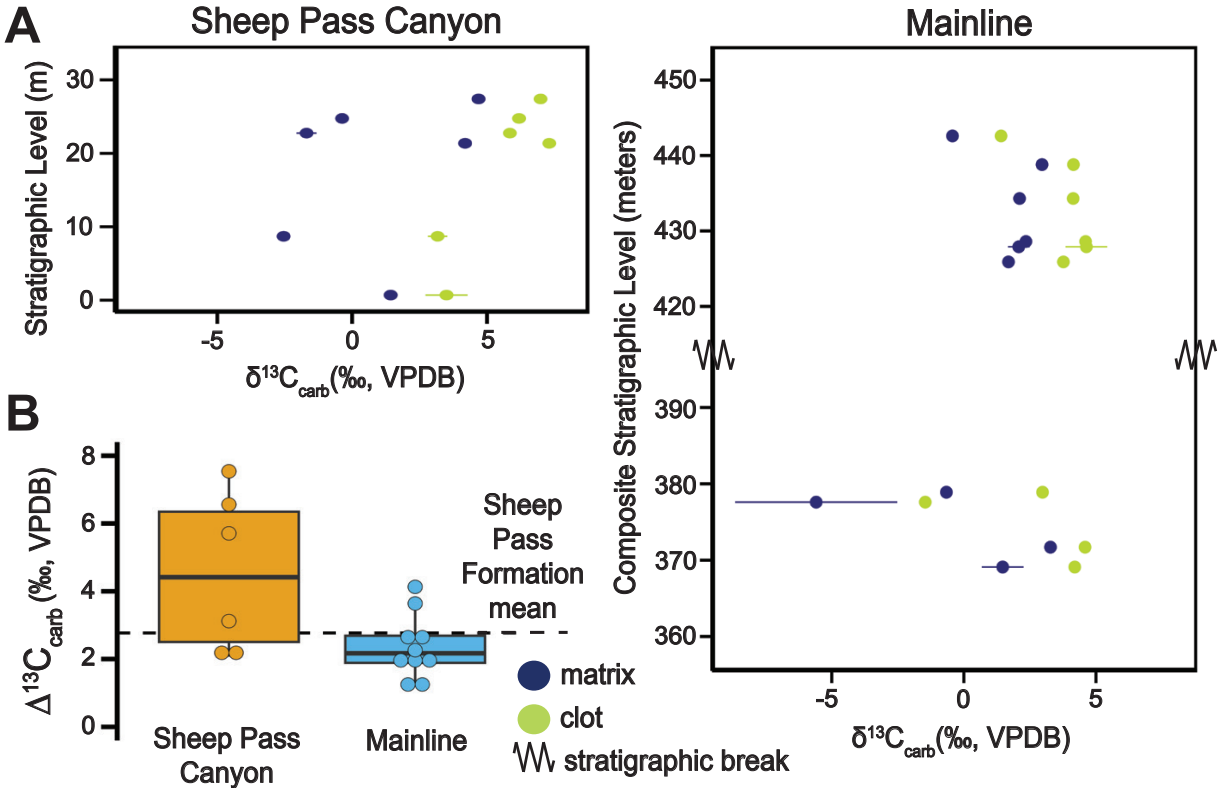 A
Sheep Pass Canyon
Stratigraphic Level (m)
30
20
10
0
-5
0
5
δ¹³Ccarb(‰, VPDB)
Mainline
Composite Stratigraphic Level (meters)
450
440
430
420
390
380
370
360
-5
0
5
δ¹³Ccarb(‰, VPDB)
B
Δ¹³Ccarb(‰, VPDB)
8
6
4
2
0
Sheep
Pass
Formation
mean
Sheep Pass
Canyon
Mainline
matrix
clot
stratigraphic break